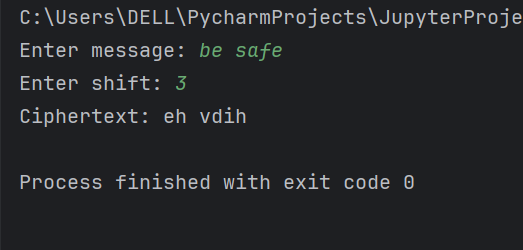 C:\Users\DELL\PycharmProjects\JupyterProje
Enter message: be safe
Enter shift: 3
Ciphertext: eh vdih
Process finished with exit code 0